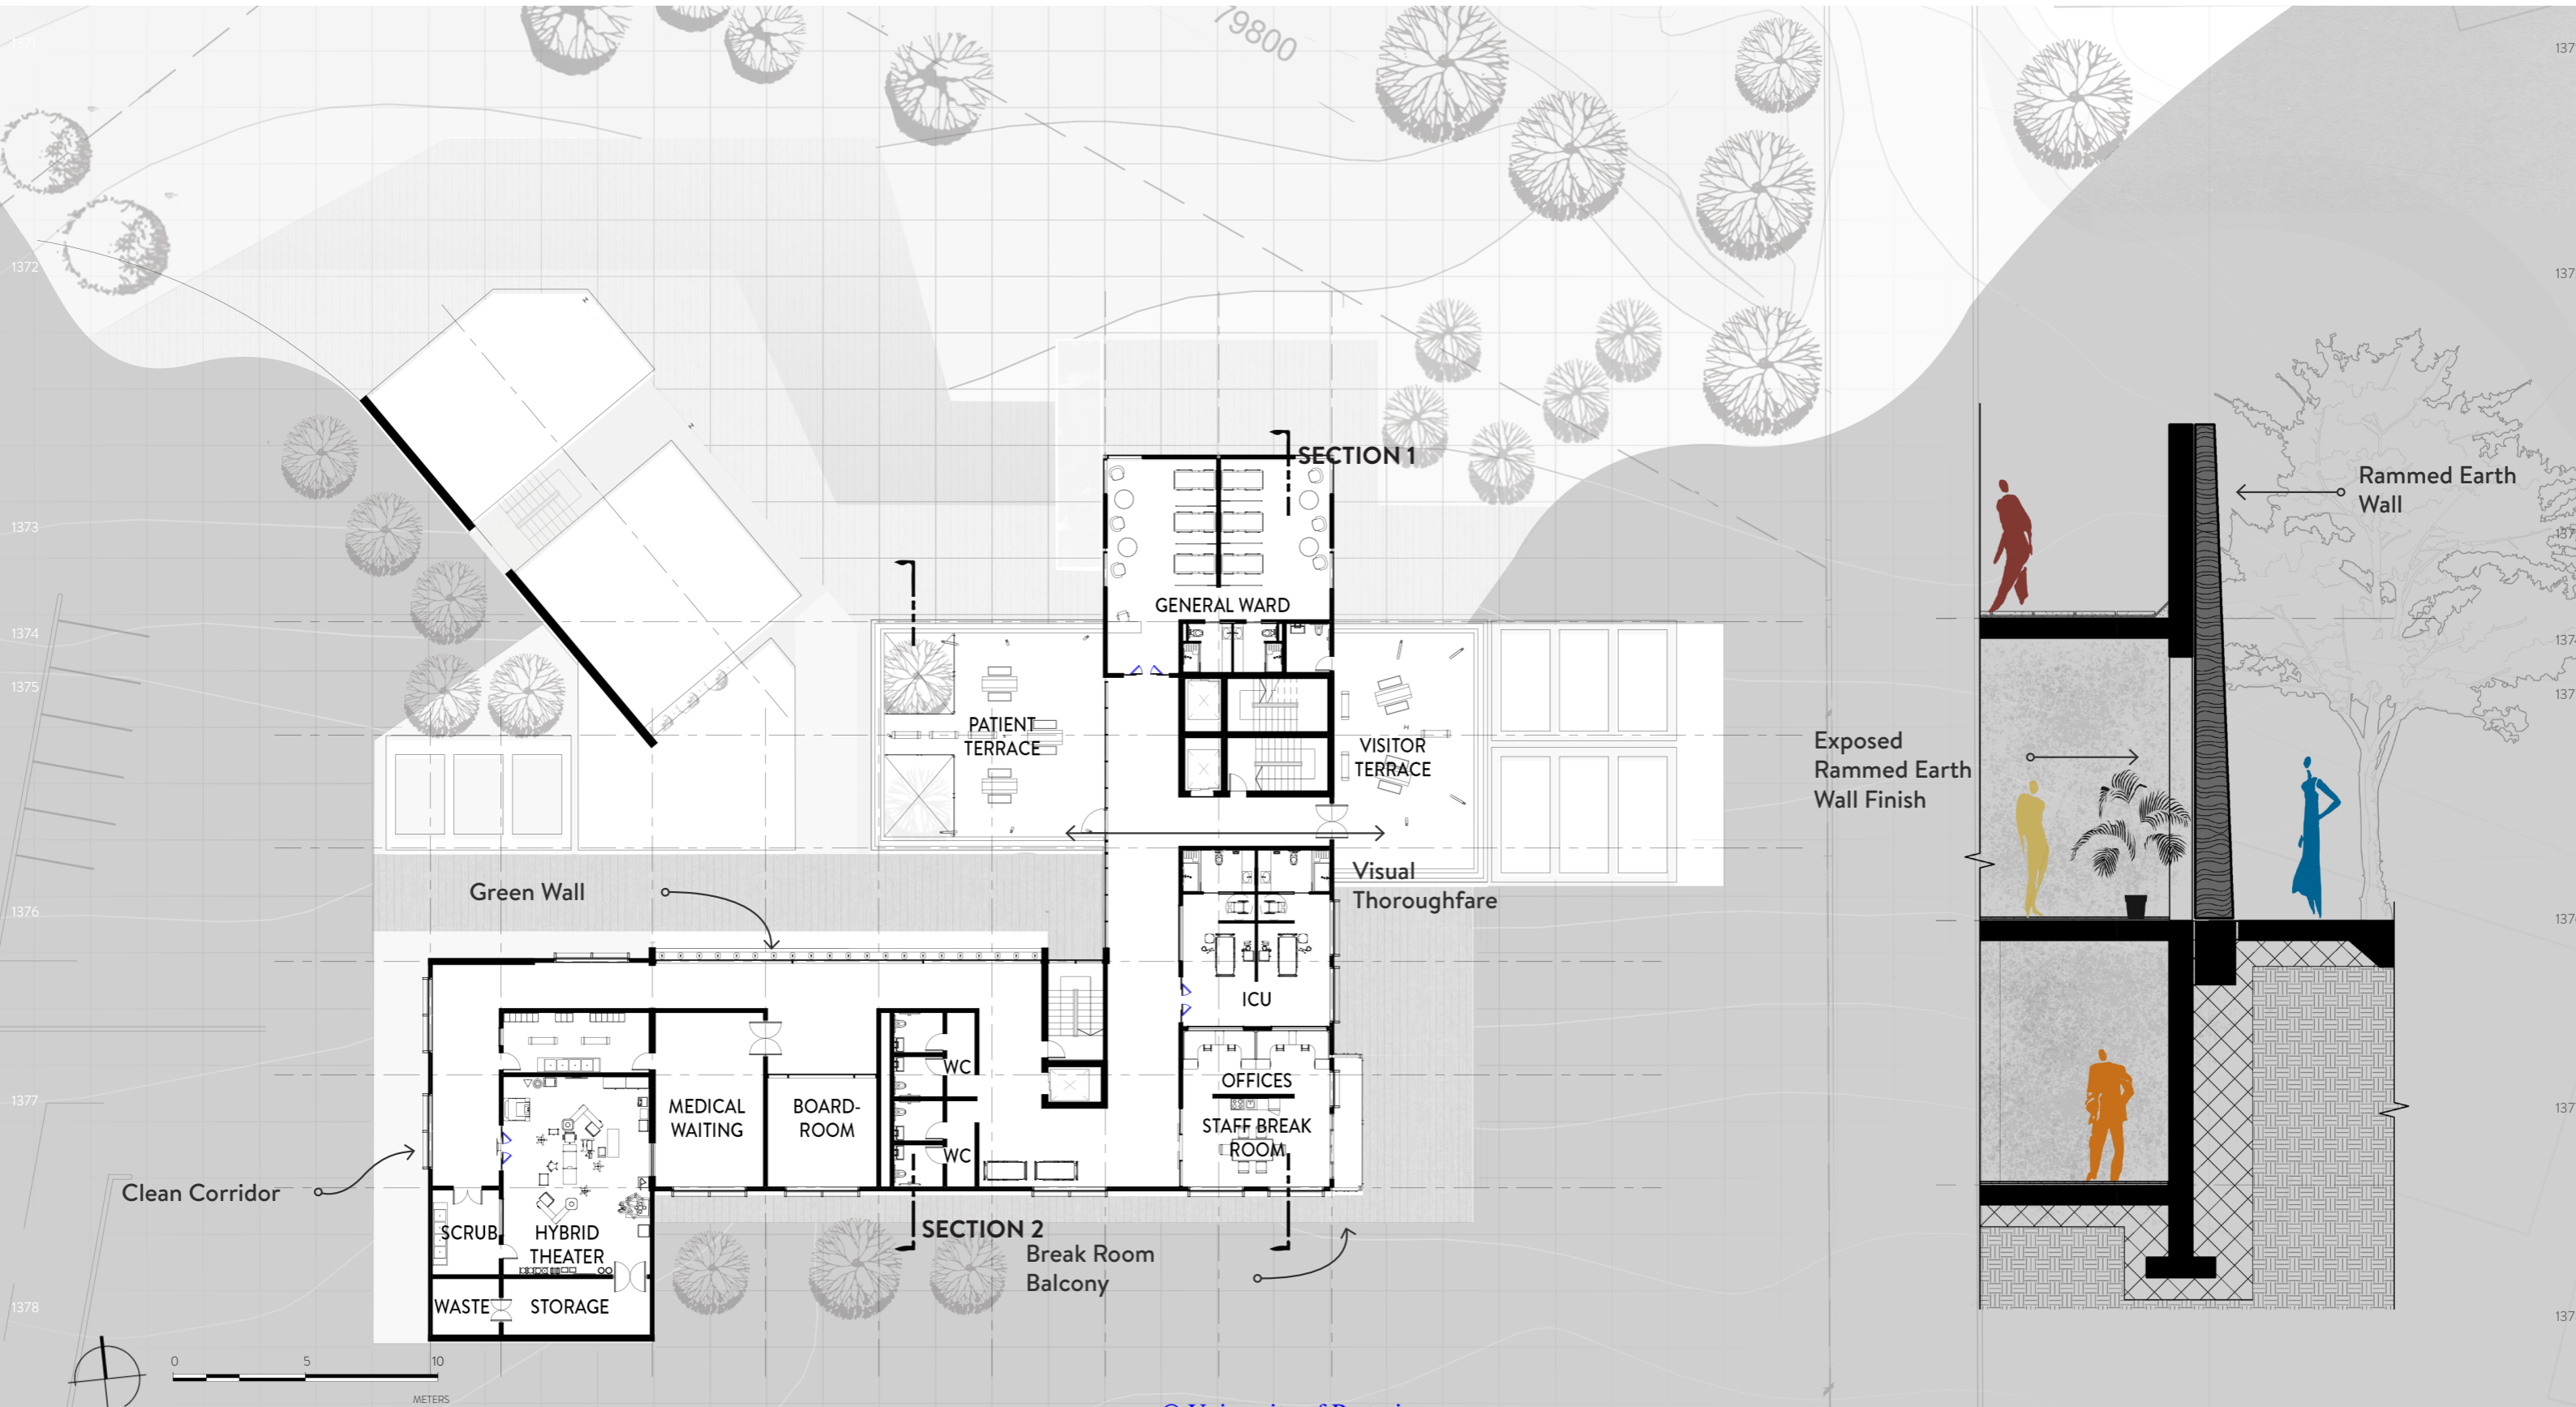 79800
1371
1372
1373
1374
1375
1376
1377
1378
SECTION 1
GENERAL WARD
PATIENT
TERRACE
VISITOR
TERRACE
Visual
Thoroughfare
Green Wall
ICU
OFFICES
STAFF BREAK
ROOM
WC
WC
MEDICAL
WAITING
BOARD-
ROOM
Clean Corridor
SCRUB
HYBRID
THEATER
WASTE
STORAGE
SECTION 2
Break Room
Balcony
0
5
10
METERS
Rammed Earth
Wall
Exposed
Rammed Earth
Wall Finish